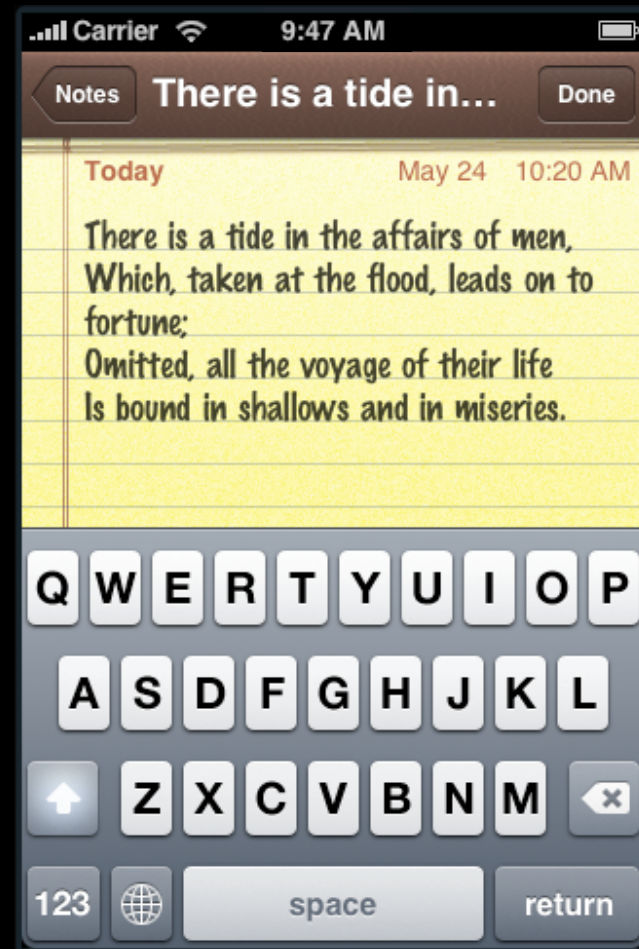 Carrier 9:47 AM
Notes There is a tide in... Done
Today May 24 10:20 AM
There is a tide in the affairs of men,
Which, taken at the flood, leads on to
fortune;
Omitted, all the voyage of their life
Is bound in shallows and in miseries.
Q W E R T Y U I O P
A S D F G H J K L
Z X C V B N M
123 space return